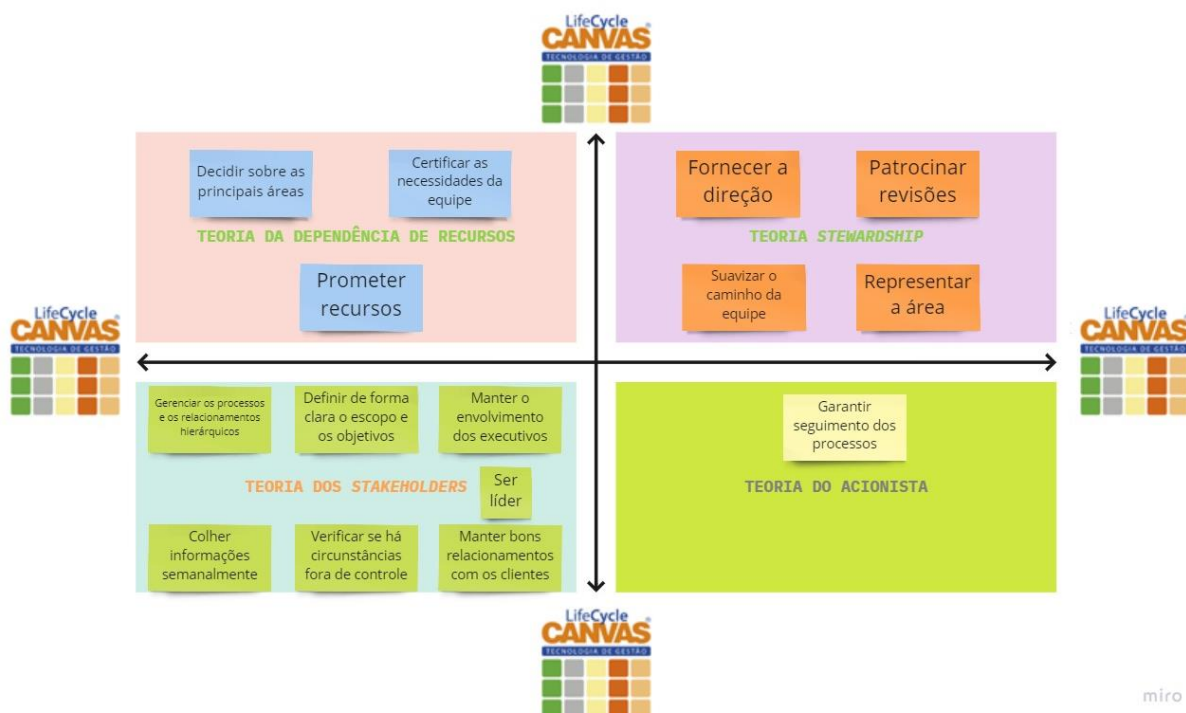 LifeCycle
CANVAS
TECNOLOGIA DE GESTÃO
Decidir sobre as
principais áreas
Certificar as
necessidades da
equipe
TEORIA DA DEPENDÊNCIA DE RECURSOS
Prometer
recursos
Fornecer a
direção
Patrocinar
revisões
TEORIA STEWARDSHIP
Suavizar o
caminho da
equipe
Representar
a área
LifeCycle
CANVAS
TECNOLOGIA DE GESTÃO
LifeCycle
CANVAS
TECNOLOGIA DE GESTÃO
Gerenciar os processos
e os relacionamentos
hierárquicos
Definir de forma
clara o escopo e
os objetivos
Manter o
envolvimento
dos executivos
TEORIA DOS STAKEHOLDERS
Ser
líder
Colher
informações
semanalmente
Verificar se há
circunstâncias
fora de controle
Manter bons
relacionamentos
com os clientes
Garantir
seguimento dos
processos
TEORIA DO ACIONISTA
LifeCycle
CANVAS
TECNOLOGIA DE GESTÃO
miro